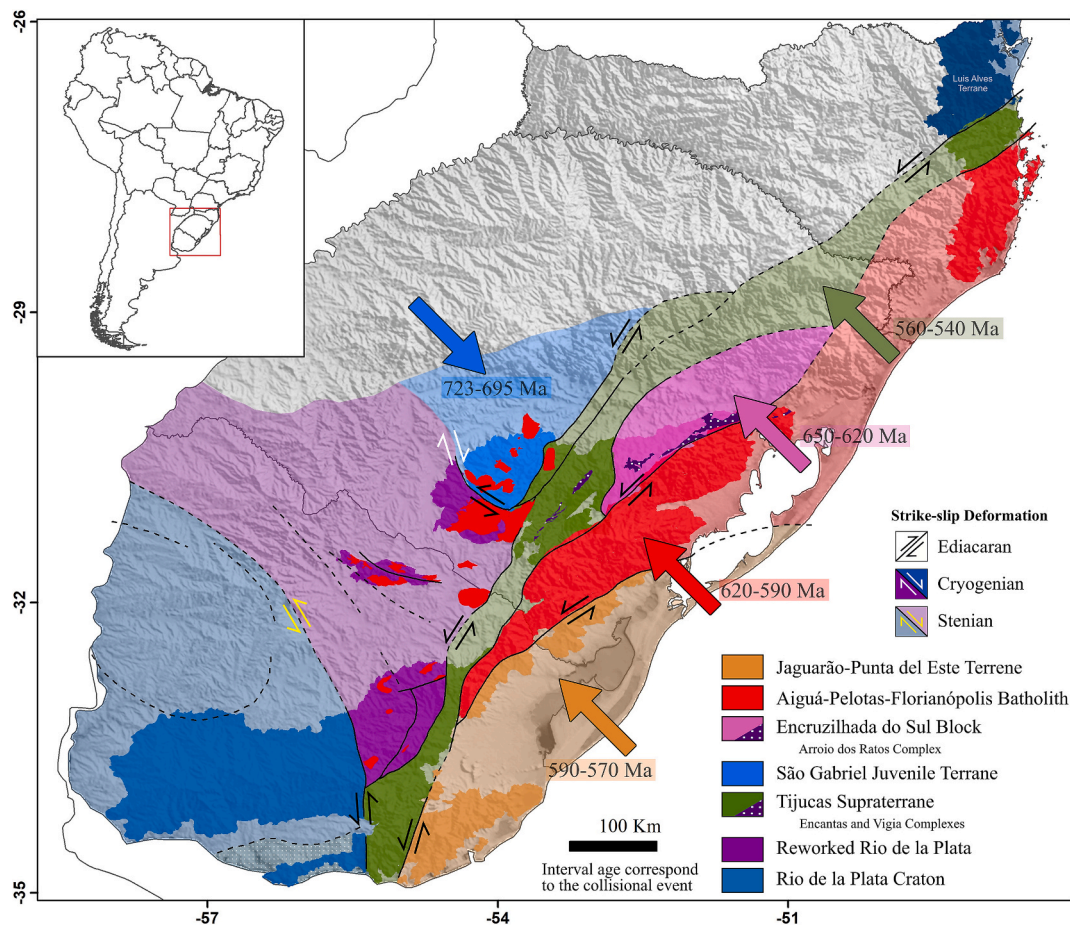 -26
Luis Alves
Terrane
-29
560-540 Ma
723-695 Ma
650-620 Ma
Strike-slip Deformation
Ediacaran
Cryogenian
Stenian
-32
620-590 Ma
Jaguarão-Punta del Este Terrene
Aiguá-Pelotas-Florianópolis Batholith
Encruzilhada do Sul Block
Arroio dos Ratos Complex
590-570 Ma
São Gabriel Juvenile Terrane
Tijucas Supraterrane
Encantas and Vigia Complexes
100 Km
Interval age correspond
to the collisional event
Reworked Rio de la Plata
Rio de la Plata Craton
-35
-57
-54
-51